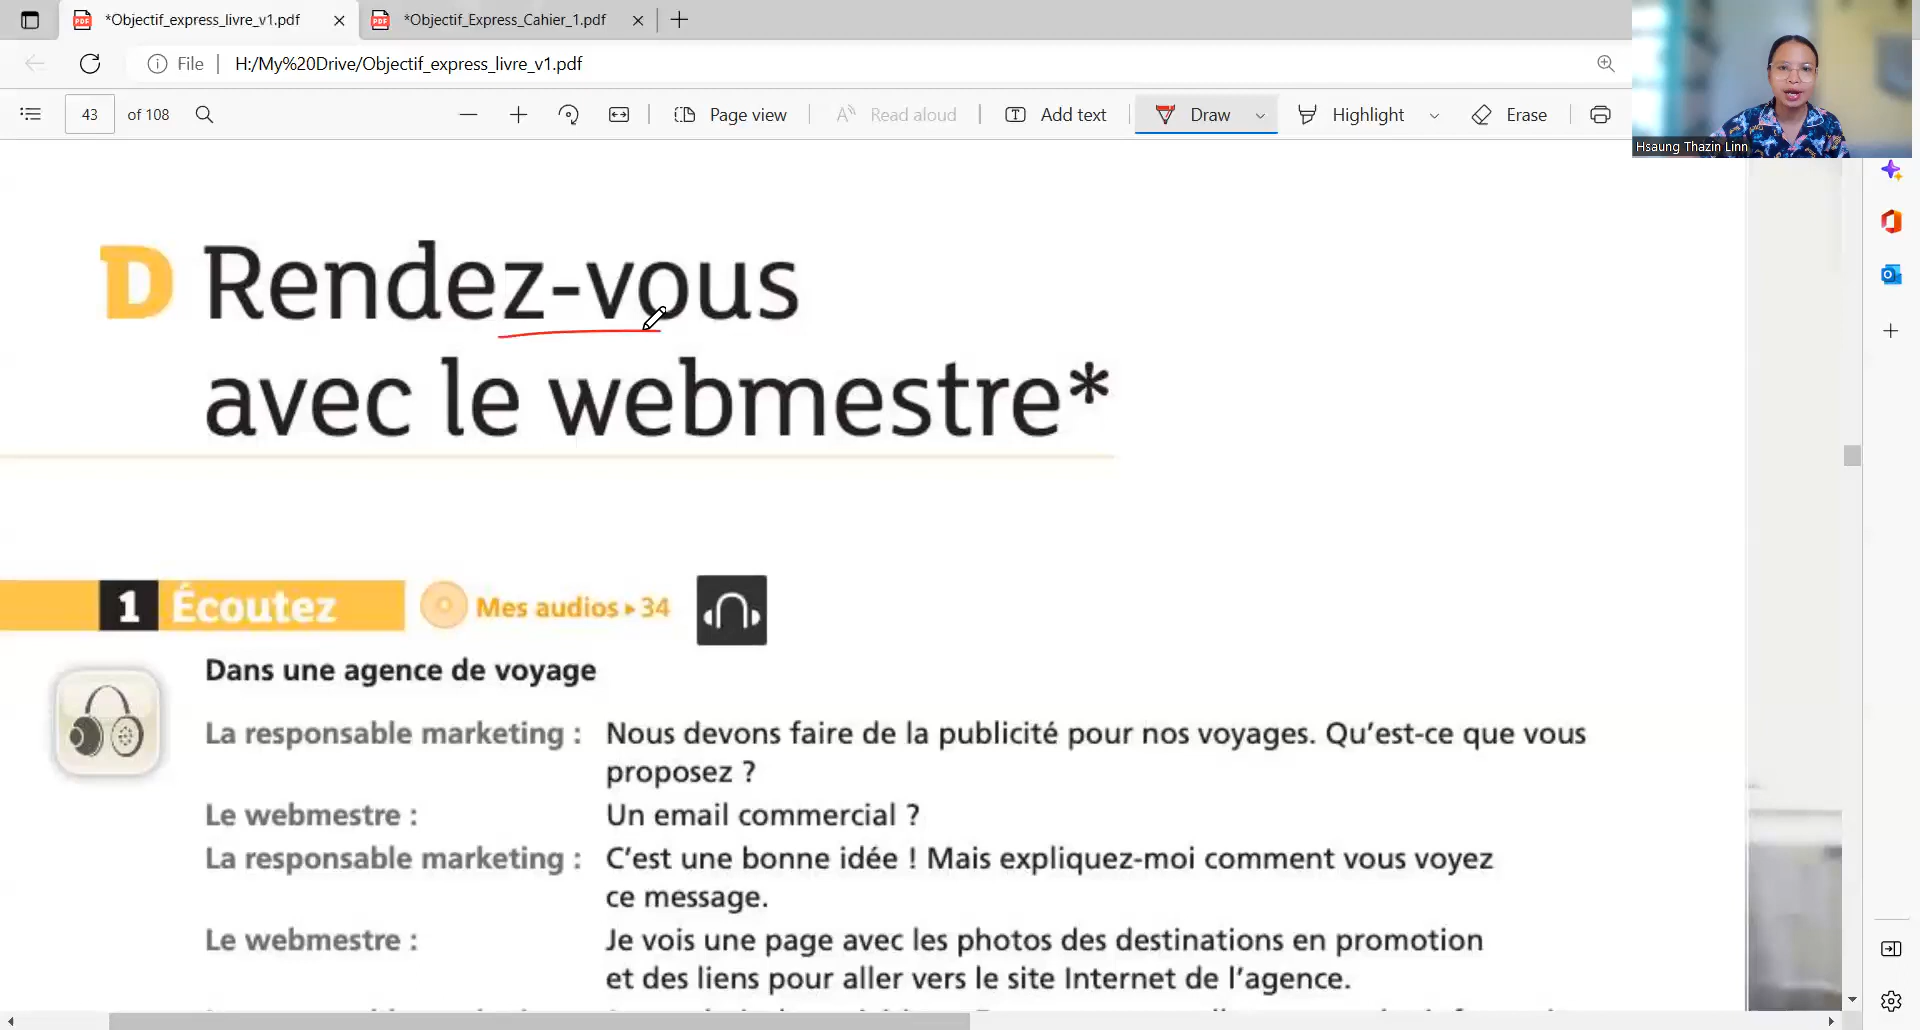 *Objectif_express_livre_v1.pdf
*Objectif_Express_Cahier_1.pdf
File
H:/My%20Drive/Objectif_express_livre_v1.pdf
43 of 108
Page view
Read aloud
Add text
Draw
Highlight
Erase
Hsaung Thazin Linn
D Rendez-vous
avec le webmestre*
1 Écoutez Mes audios ▸ 34
Dans une agence de voyage
La responsable marketing : Nous devons faire de la publicité pour nos voyages. Qu'est-ce que vous
proposez ?
Le webmestre : Un email commercial ?
La responsable marketing : C'est une bonne idée ! Mais expliquez-moi comment vous voyez
ce message.
Le webmestre : Je vois une page avec les photos des destinations en promotion
et des liens pour aller vers le site Internet de l'agence.